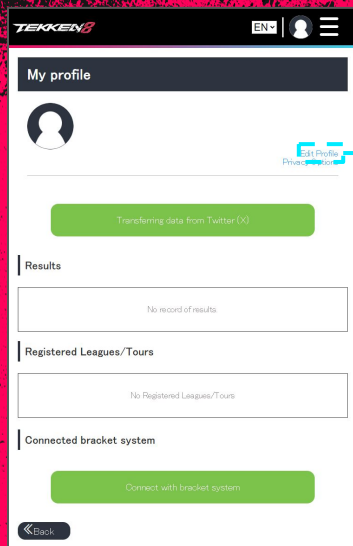 TEKKEN8
EN
My profile
Edit Profile
Privacy Options
Transferring data from Twitter (X)
Results
No record of results
Registered Leagues/Tours
No Registered Leagues/Tours
Connected bracket system
Connect with bracket system
Back